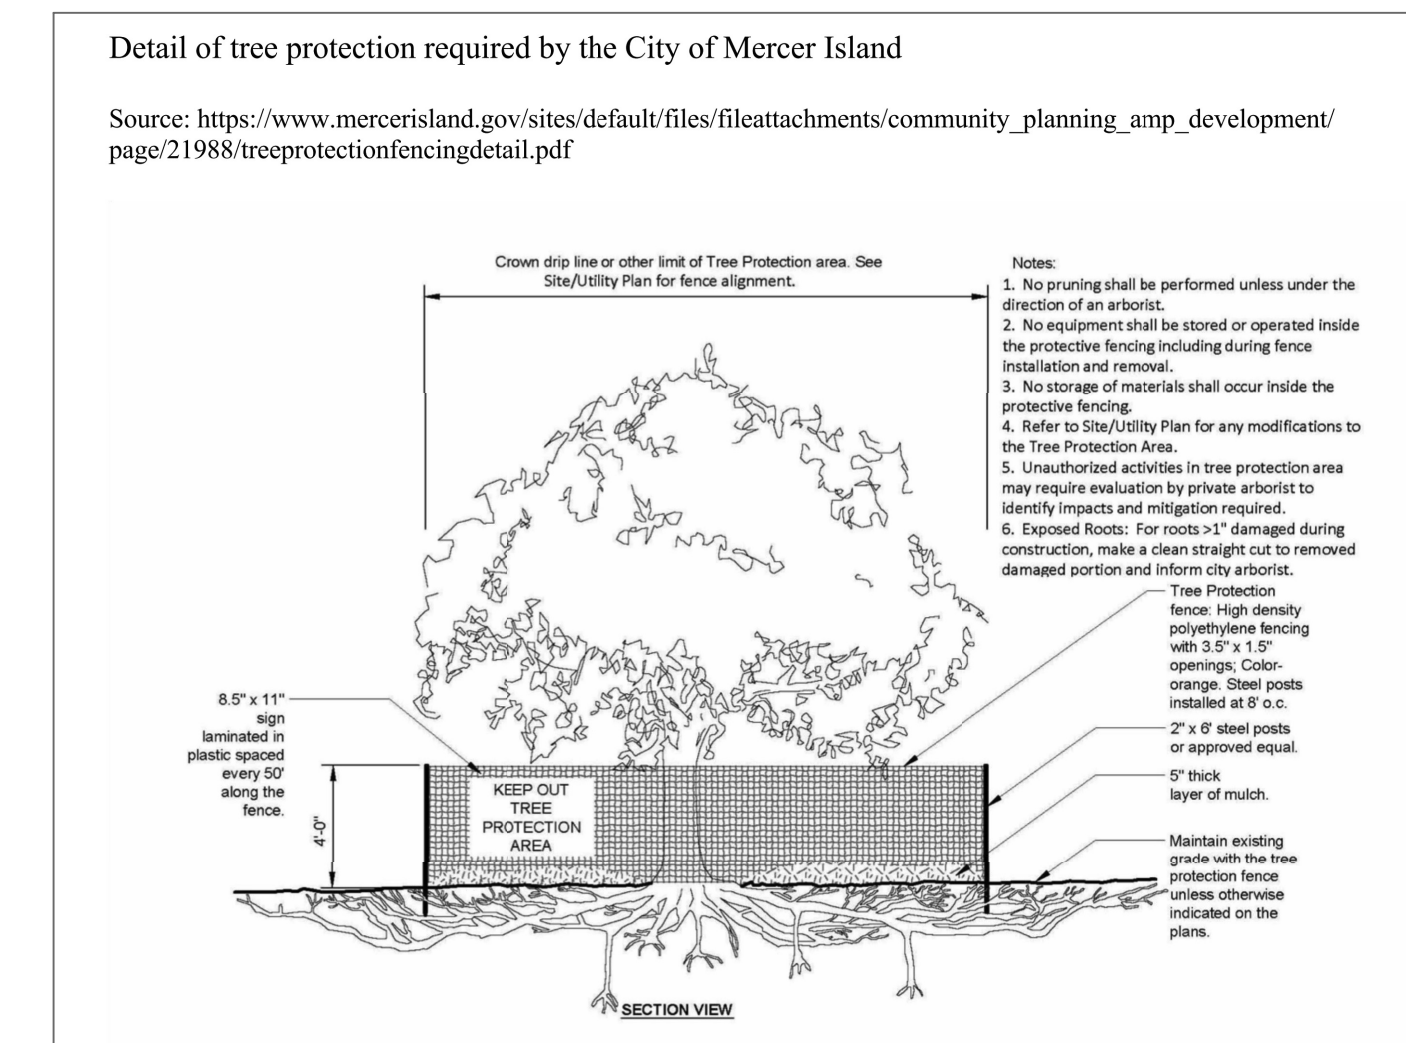 Detail of tree protection required by the City of Mercer Island
Source: https://www.mercerisland.gov/sites/default/files/fileattachments/community_planning_amp_development/
page/21988/treeprotectionfencingdetail.pdf
Crown drip line or other limit of Tree Protection area. See
Site/Utility Plan for fence alignment.
Notes:
1. No pruning shall be performed unless under the
direction of an arborist.
2. No equipment shall be stored or operated inside
the protective fencing including during fence
installation and removal.
3. No storage of materials shall occur inside the
protective fencing.
4. Refer to Site/Utility Plan for any modifications to
the Tree Protection Area.
5. Unauthorized activities in tree protection area
may require evaluation by private arborist to
identify impacts and mitigation required.
6. Exposed Roots: For roots >1" damaged during
construction, make a clean straight cut to removed
damaged portion and inform city arborist.
Tree Protection
fence: High density
polyethylene fencing
with 3.5" x 1.5"
openings; Color-
orange. Steel posts
installed at 8' o.c.
2" x 6' steel posts
or approved equal.
5" thick
layer of mulch.
Maintain existing
grade with the tree
protection fence
unless otherwise
indicated on the
plans.
8.5" x 11"
sign
laminated in
plastic spaced
every 50'
along the
fence.
4'-0"
KEEP OUT
TREE
PROTECTION
AREA
SECTION VIEW